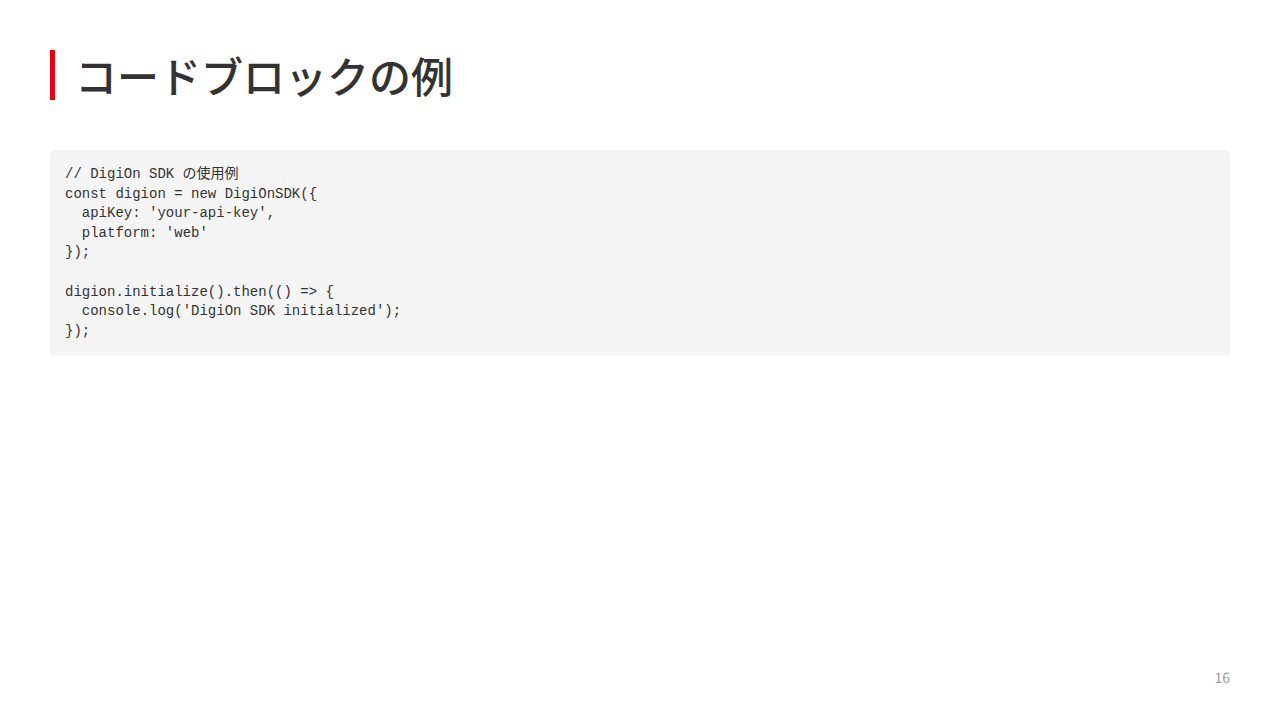 コードブロックの例
// DigiOn SDK の使用例
const digion = new DigiOnSDK({
  apiKey: 'your-api-key',
  platform: 'web'
});

digion.initialize().then(() => {
  console.log('DigiOn SDK initialized');
});
16